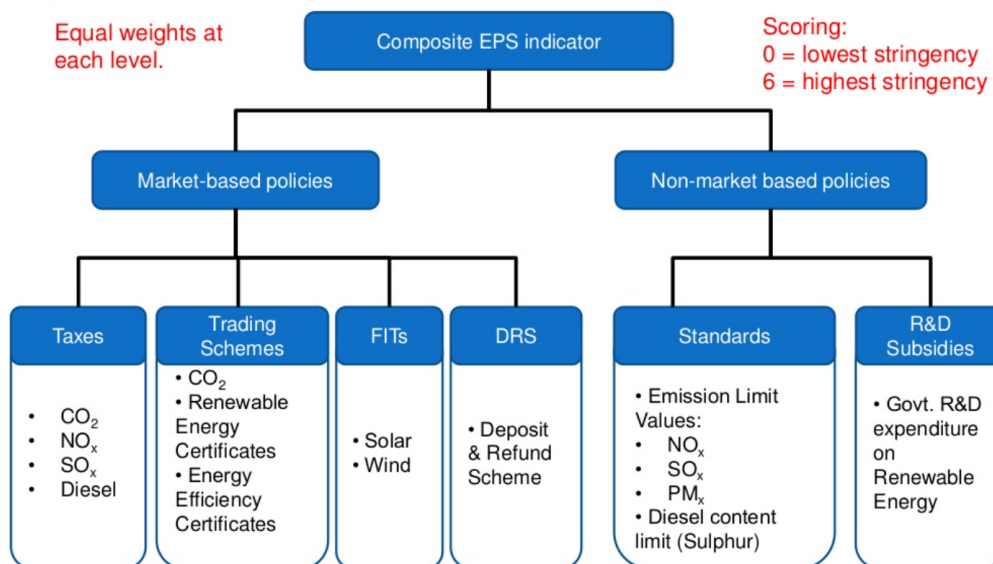 Equal weights at
each level.
Composite EPS indicator
Scoring:
0 = lowest stringency
6 = highest stringency
Market-based policies
Non-market based policies
Taxes
• CO₂
• NOₓ
• SOₓ
• Diesel
Trading
Schemes
• CO₂
• Renewable
Energy
Certificates
• Energy
Efficiency
Certificates
FITs
• Solar
• Wind
DRS
• Deposit
& Refund
Scheme
Standards
• Emission Limit
Values:
• NOₓ
• SOₓ
• PMₓ
• Diesel content
limit (Sulphur)
R&D
Subsidies
• Govt. R&D
expenditure
on
Renewable
Energy